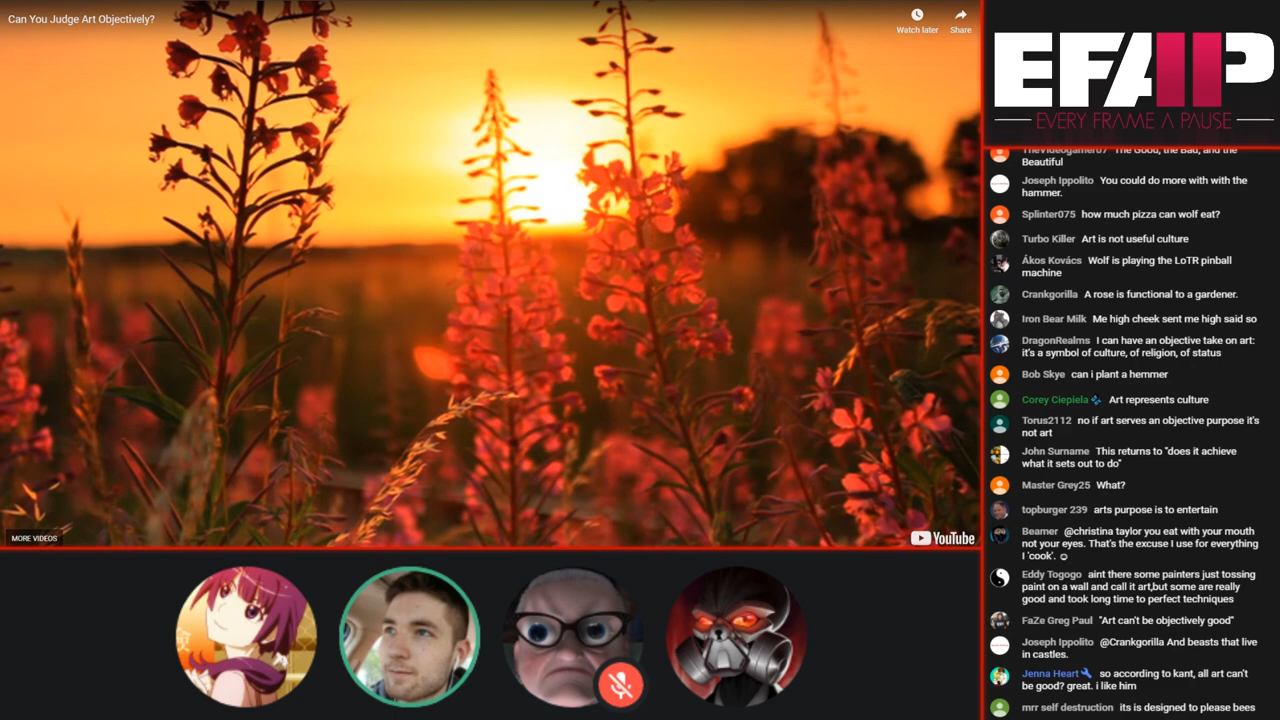 Can You Judge Art Objectively?
Watch later
Share
MORE VIDEOS
YouTube
EFAP
EVERY FRAME A PAUSE
TheVideogamer07 The Good, the Bad, and the
Beautiful
Joseph Ippolito You could do more with with the
hammer.
Splinter075 how much pizza can wolf eat?
Turbo Killer Art is not useful culture
Ákos Kovács Wolf is playing the LoTR pinball
machine
Crankgorilla A rose is functional to a gardener.
Iron Bear Milk Me high cheek sent me high said so
DragonRealms I can have an objective take on art:
it's a symbol of culture, of religion, of status
Bob Skye can i plant a hemmer
Corey Ciepiela Art represents culture
Torus2112 no if art serves an objective purpose it's
not art
John Surname This returns to "does it achieve
what it sets out to do"
Master Grey25 What?
topburger 239 arts purpose is to entertain
Beamer @christina taylor you eat with your mouth
not your eyes. That's the excuse I use for everything
I 'cook'. ☺
Eddy Togogo aint there some painters just tossing
paint on a wall and call it art,but some are really
good and took long time to perfect techniques
FaZe Greg Paul "Art can't be objectively good"
Joseph Ippolito @Crankgorilla And beasts that live
in castles.
Jenna Heart so according to kant, all art can't
be good? great. i like him
mrr self destruction its is designed to please bees